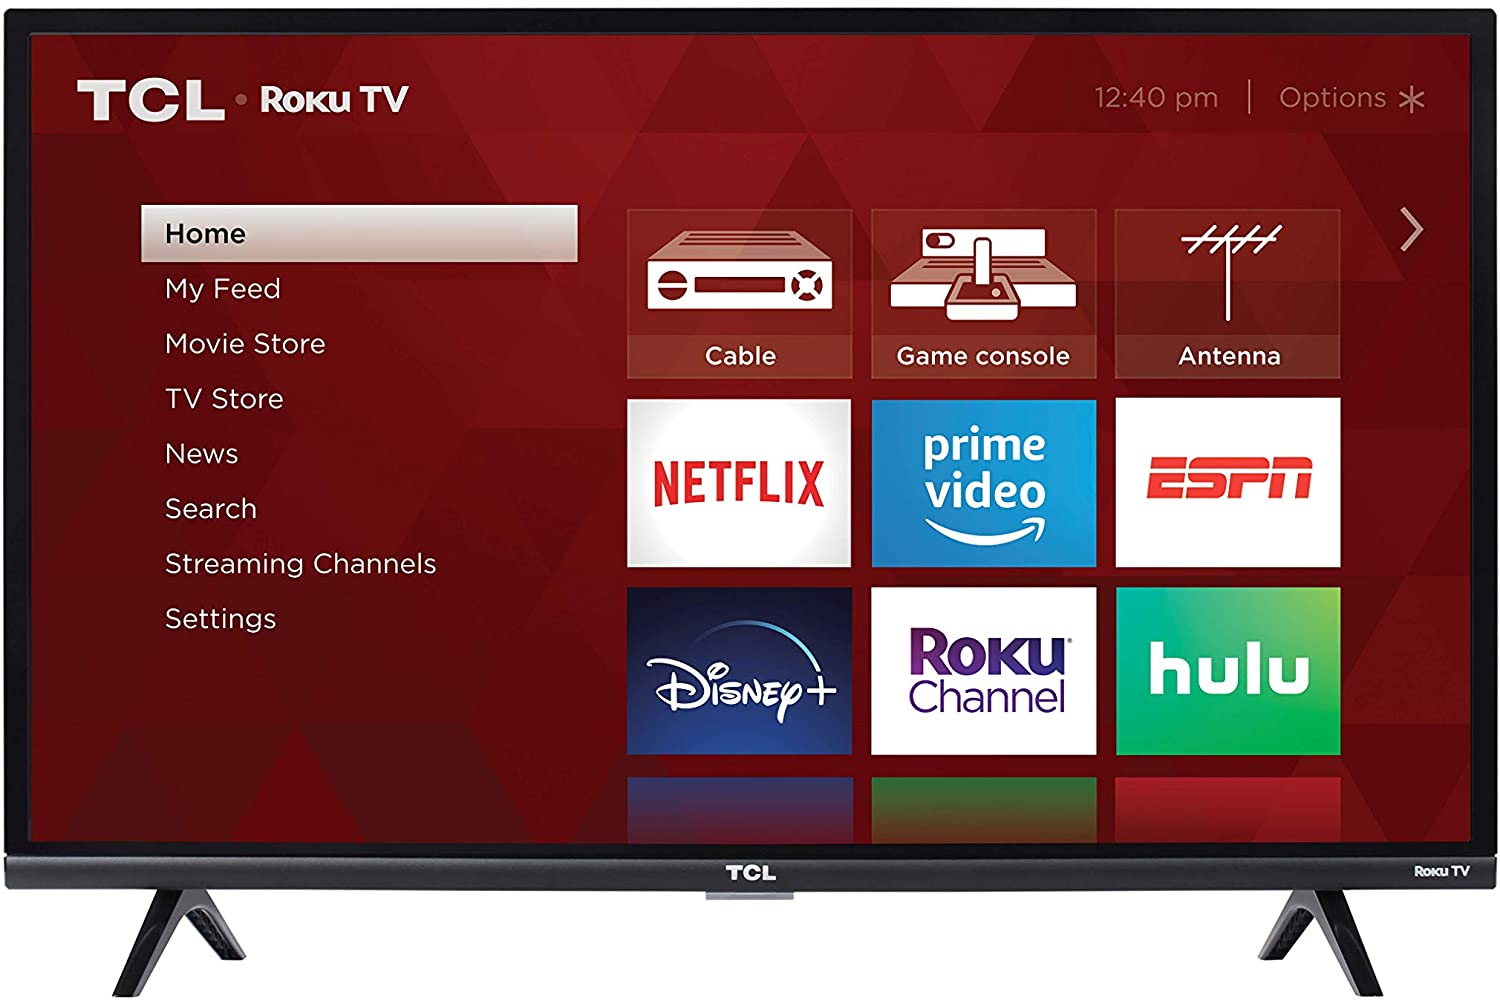 TCL • Roku TV
12:40 pm | Options *
Home
My Feed
Movie Store
TV Store
News
Search
Streaming Channels
Settings
Cable
Game console
Antenna
NETFLIX
prime
video
ESPN
Disney+
Roku
Channel
hulu
TCL
Roku TV